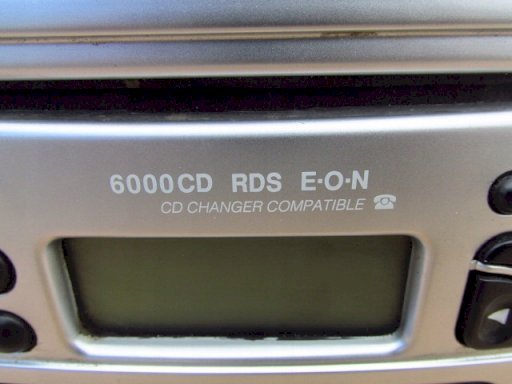 6000CD RDS E·O·N
CD CHANGER COMPATIBLE ☎